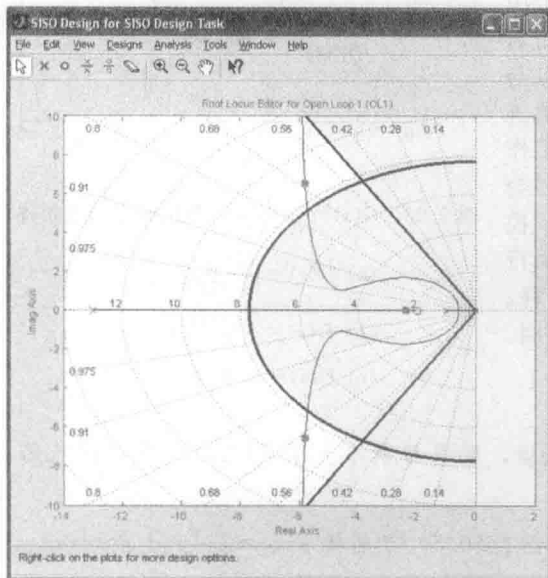 SISO Design for SISO Design Task
File Edit View Designs Analysis Tools Window Help
Root Locus Editor for Open Loop 1 (OL1)
10 0.8 0.68 0.56 0.42 0.28 0.14
8
6 0.91
4
0.975
2
0 12 10 8 6 4 2
-2
0.975
-4
-6 0.91
-8
-10 0.8 0.68 0.56 0.42 0.28 0.14
-14 -12 -10 -8 -6 -4 -2 0 2
Imag Axis
Real Axis
Right-click on the plots for more design options.